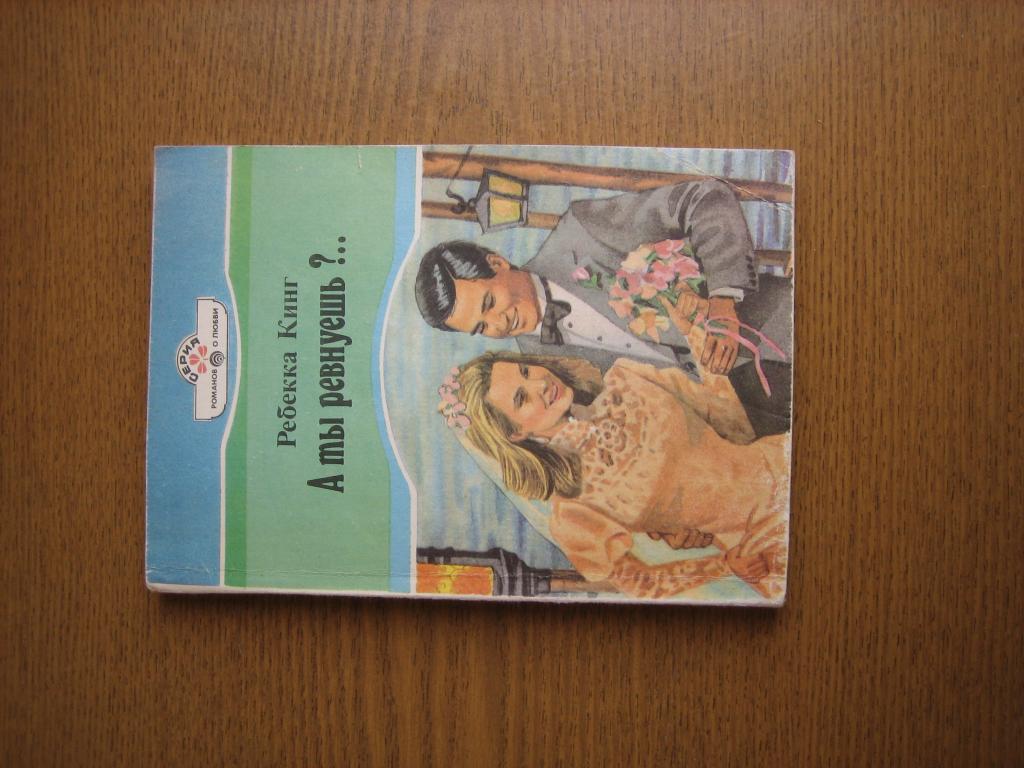 СЕРИЯ
РОМАНОВ О ЛЮБВИ
Ребекка Кинг
А ты ревнуешь ?..